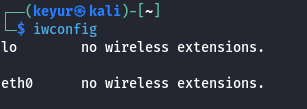 ┌──(keyur㉿kali)-[~]
└─$ iwconfig
lo        no wireless extensions.
eth0      no wireless extensions.